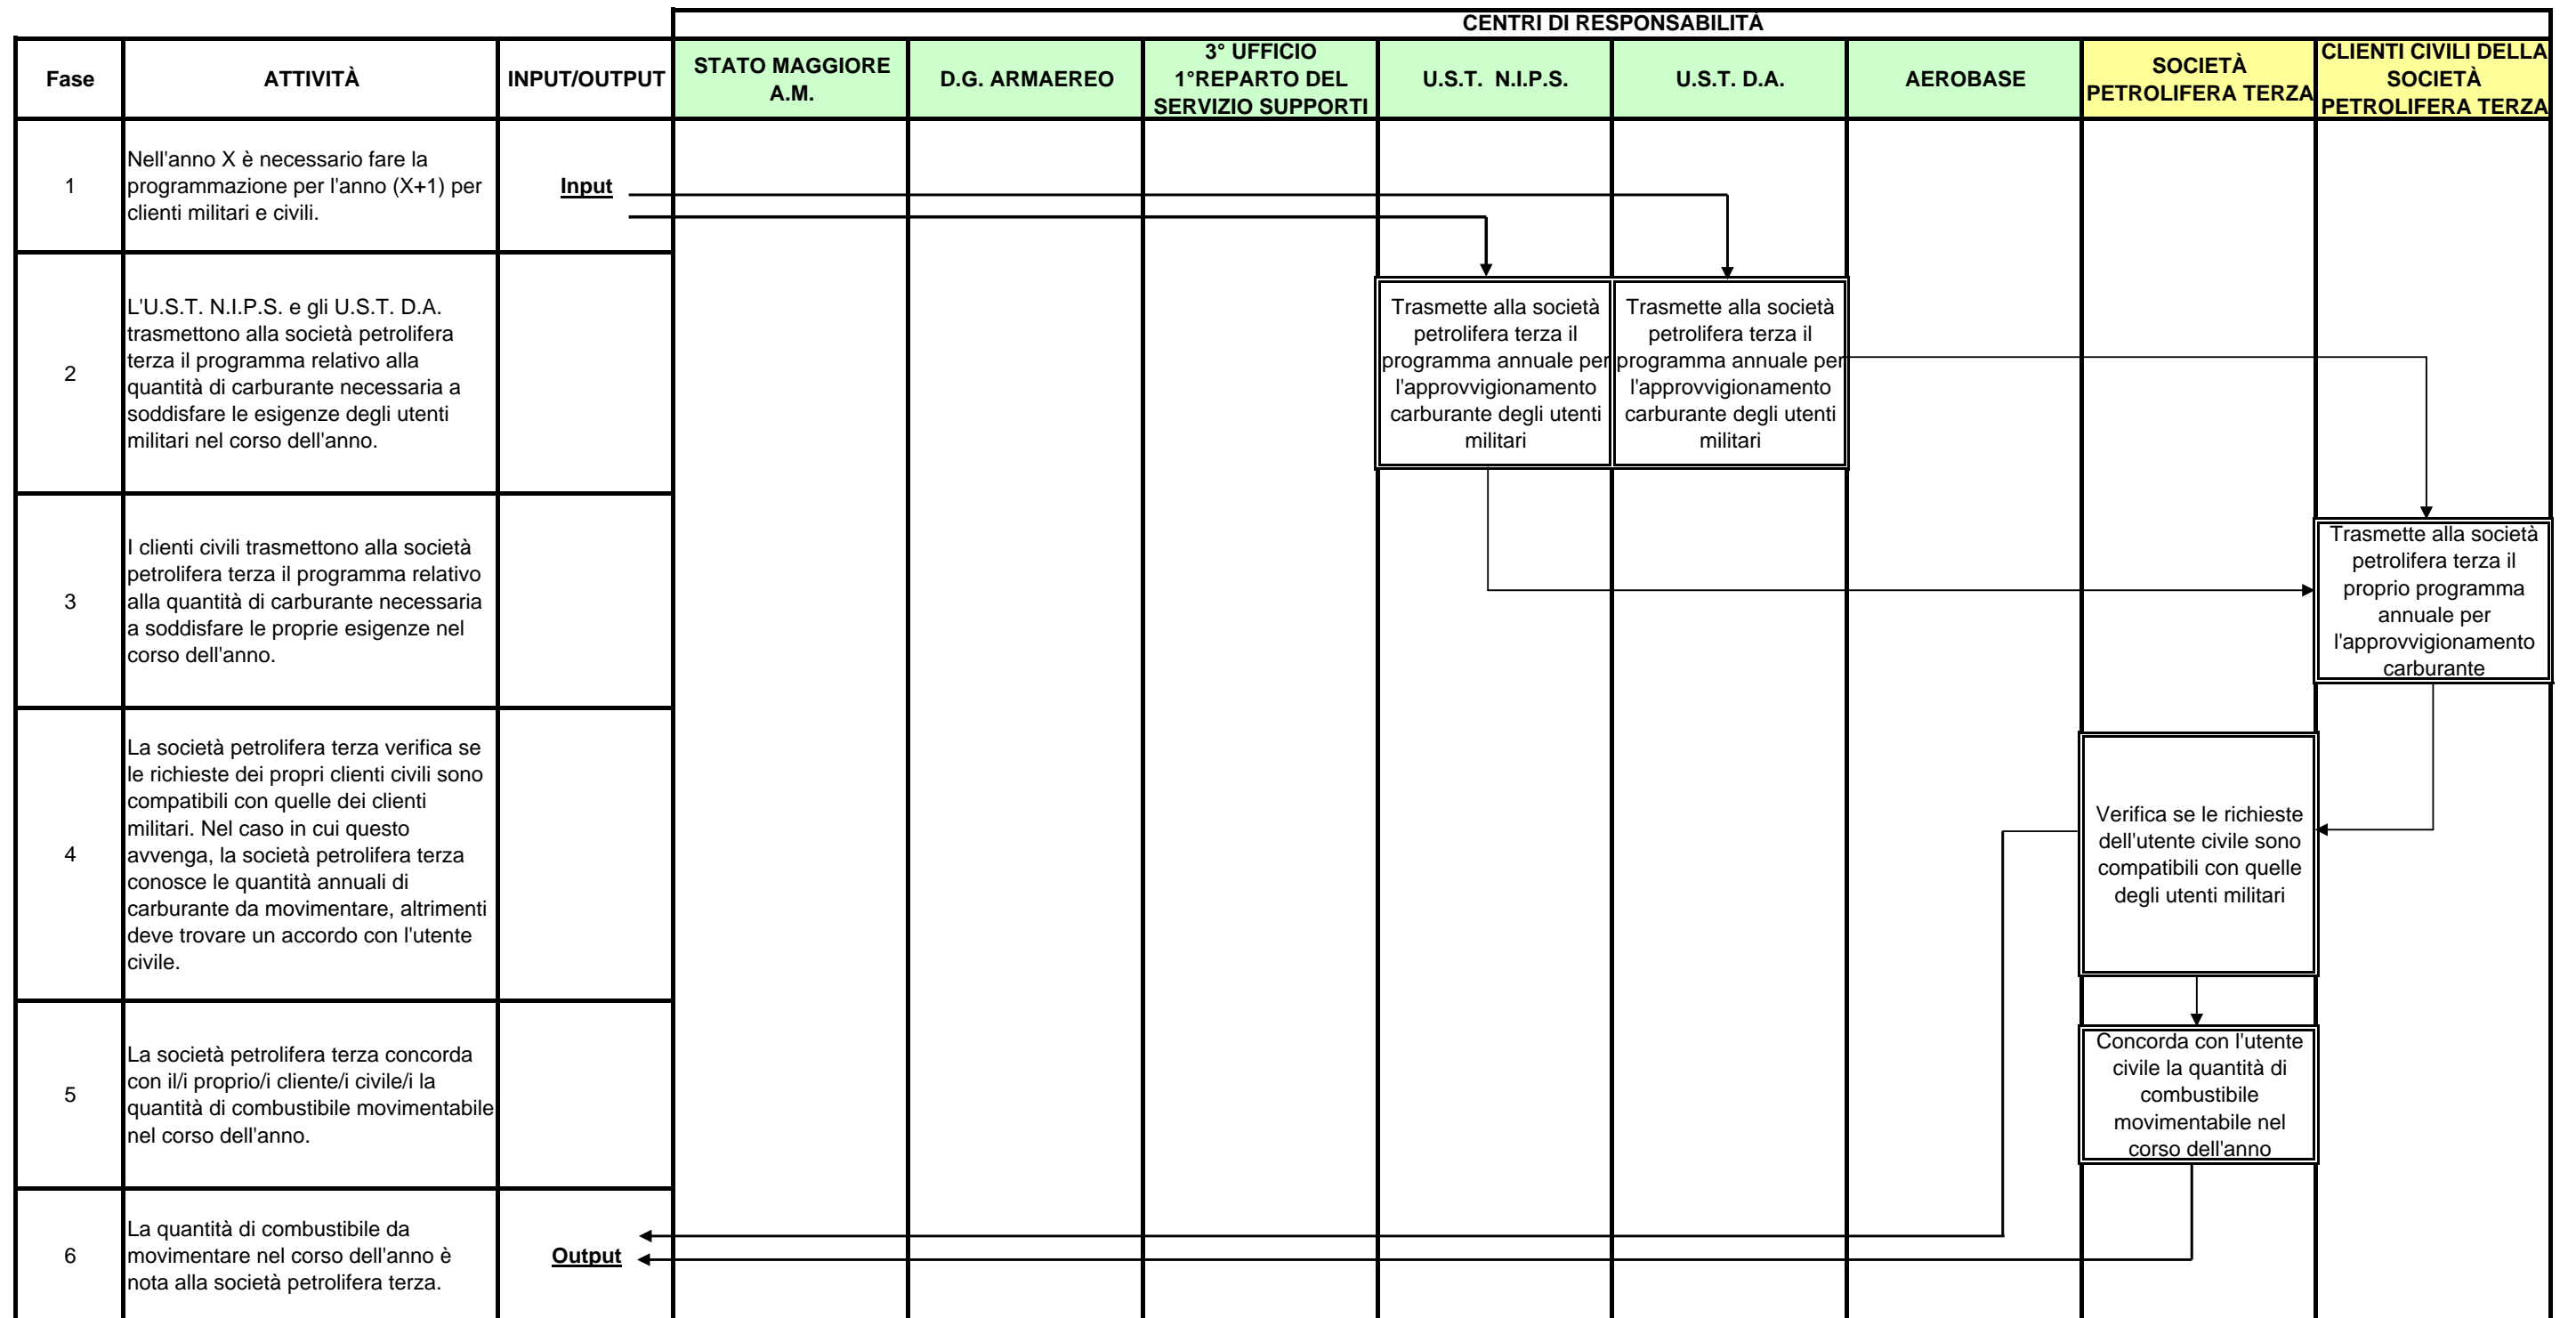 CENTRI DI RESPONSABILITÀ
Fase
ATTIVITÀ
INPUT/OUTPUT
STATO MAGGIORE
A.M.
D.G. ARMAEREO
3° UFFICIO
1°REPARTO DEL
SERVIZIO SUPPORTI
U.S.T. N.I.P.S.
U.S.T. D.A.
AEROBASE
SOCIETÀ
PETROLIFERA TERZA
CLIENTI CIVILI DELLA
SOCIETÀ
PETROLIFERA TERZA
1
Nell'anno X è necessario fare la
programmazione per l'anno (X+1) per
clienti militari e civili.
Input
2
L'U.S.T. N.I.P.S. e gli U.S.T. D.A.
trasmettono alla società petrolifera
terza il programma relativo alla
quantità di carburante necessaria a
soddisfare le esigenze degli utenti
militari nel corso dell'anno.
Trasmette alla società
petrolifera terza il
programma annuale per
l'approvvigionamento
carburante degli utenti
militari
Trasmette alla società
petrolifera terza il
programma annuale per
l'approvvigionamento
carburante degli utenti
militari
3
I clienti civili trasmettono alla società
petrolifera terza il programma relativo
alla quantità di carburante necessaria
a soddisfare le proprie esigenze nel
corso dell'anno.
Trasmette alla società
petrolifera terza il
proprio programma
annuale per
l'approvvigionamento
carburante
4
La società petrolifera terza verifica se
le richieste dei propri clienti civili sono
compatibili con quelle dei clienti
militari. Nel caso in cui questo
avvenga, la società petrolifera terza
conosce le quantità annuali di
carburante da movimentare, altrimenti
deve trovare un accordo con l'utente
civile.
Verifica se le richieste
dell'utente civile sono
compatibili con quelle
degli utenti militari
5
La società petrolifera terza concorda
con il/i proprio/i cliente/i civile/i la
quantità di combustibile movimentabile
nel corso dell'anno.
Concorda con l'utente
civile la quantità di
combustibile
movimentabile nel
corso dell'anno
6
La quantità di combustibile da
movimentare nel corso dell'anno è
nota alla società petrolifera terza.
Output